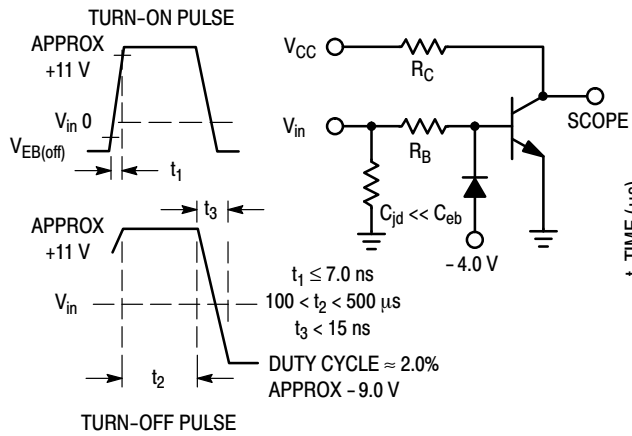 TURN-ON PULSE
APPROX
+11 V
V_in 0
V_EB(off)
t_1
V_CC
R_C
V_in
R_B
SCOPE
C_jd << C_eb
-4.0 V
t_3
APPROX
+11 V
V_in
t_2
t_1 ≤ 7.0 ns
100 < t_2 < 500 μs
t_3 < 15 ns
DUTY CYCLE ≈ 2.0%
APPROX -9.0 V
TURN-OFF PULSE
t, TIME (μs)